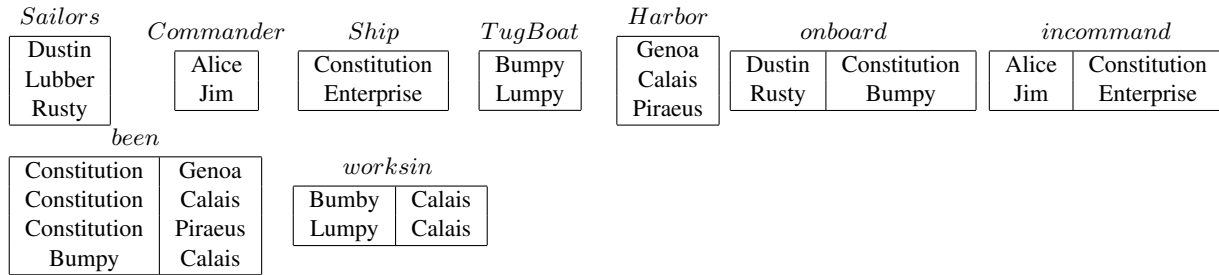 Sailors
Dustin
Lubber
Rusty
Commander
Alice
Jim
Ship
Constitution
Enterprise
TugBoat
Bumpy
Lumpy
Harbor
Genoa
Calais
Piraeus
onboard
Dustin Constitution
Rusty Bumpy
incommand
Alice Constitution
Jim Enterprise
been
Constitution Genoa
Constitution Calais
Constitution Piraeus
Bumpy Calais
worksin
Bumby Calais
Lumpy Calais